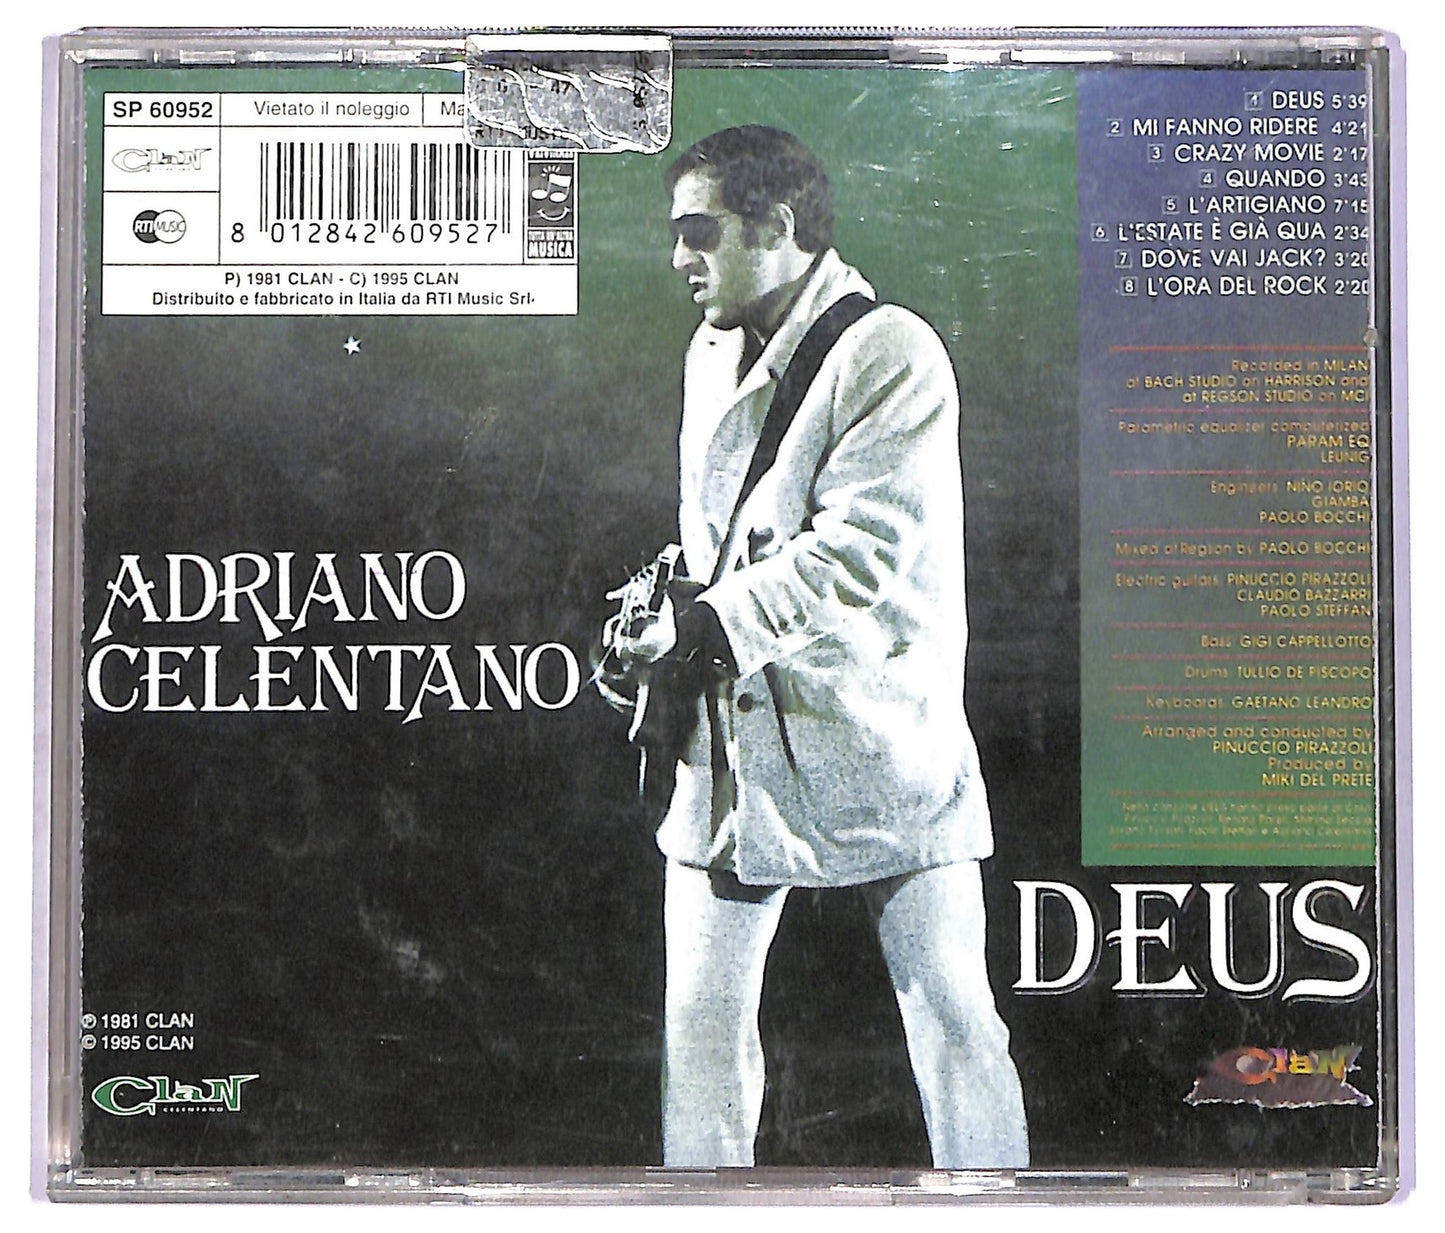 SP 60952
Vietato il noleggio
Ma
ClaN
RTI MUSIC
8 012842 609527
MUSICA
P) 1981 CLAN - C) 1995 CLAN
Distribuito e fabbricato in Italia da RTI Music Srl.
1 DEUS 5'39
2 MI FANNO RIDERE 4'21
3 CRAZY MOVIE 2'17
4 QUANDO 3'43
5 L'ARTIGIANO 7'15
6 L'ESTATE È GIÀ QUA 2'34
7 DOVE VAI JACK? 3'20
8 L'ORA DEL ROCK 2'20
Recorded in MILAN
at BACH STUDIO on HARRISON and
at REGSON STUDIO on MCI
Parametric equalizer computerized
PARAM EQ
LEUNIG
Engineers NINO IORIO
GIAMBA
PAOLO BOCCHI
Mixed at Regson by PAOLO BOCCHI
Electric guitars PINUCCIO PIRAZZOLI
CLAUDIO BAZZARRI
PAOLO STEFFAN
Bass GIGI CAPPELLOTTO
Drums TULLIO DE PISCOPO
Keyboards GAETANO LEANDRO
Arranged and conducted by
PINUCCIO PIRAZZOLI
Produced by
MIKI DEL PRETE
ADRIANO
CELENTANO
DEUS
℗ 1981 CLAN
© 1995 CLAN
ClaN
CELENTANO
ClaN